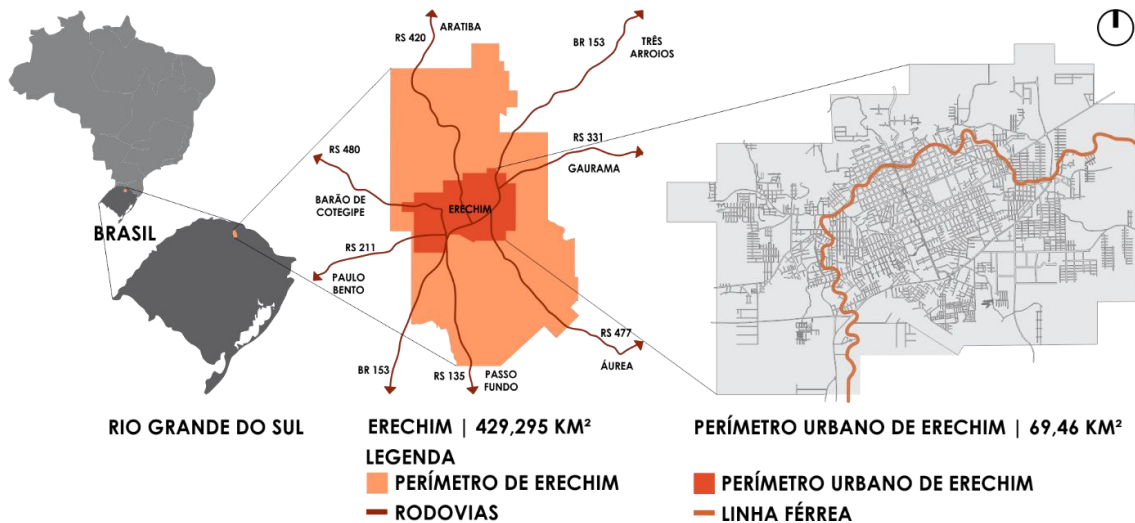 BRASIL
RIO GRANDE DO SUL
RS 420
ARATIBA
BR 153
TRÊS
ARROIOS
RS 480
RS 331
GAURAMA
BARÃO DE
COTEGIPE
ERECHIM
RS 211
PAULO
BENTO
RS 477
ÁUREA
BR 153
RS 135
PASSO
FUNDO
ERECHIM | 429,295 KM²
PERÍMETRO URBANO DE ERECHIM | 69,46 KM²
LEGENDA
PERÍMETRO DE ERECHIM
PERÍMETRO URBANO DE ERECHIM
RODOVIAS
LINHA FÉRREA